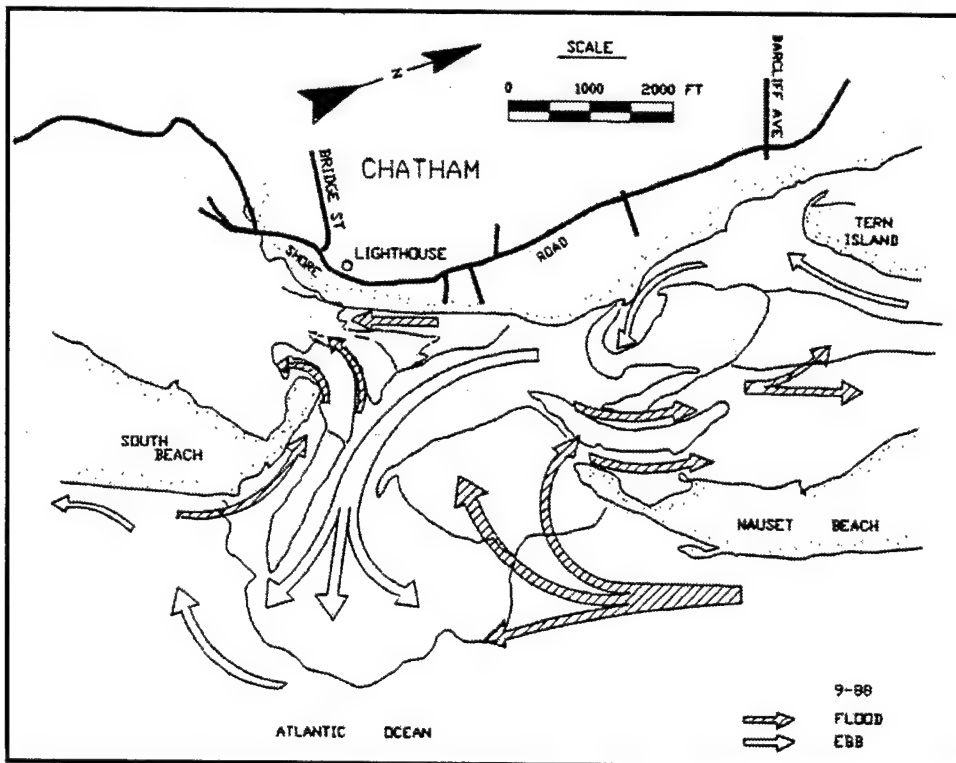 SCALE
0 1000 2000 FT
N
BARCLIFF AVE
BRIDGE ST
CHATHAM
LIGHTHOUSE
SHORE
ROAD
TERN
ISLAND
SOUTH
BEACH
NAUSET BEACH
ATLANTIC OCEAN
9-88
FLOOD
EBB